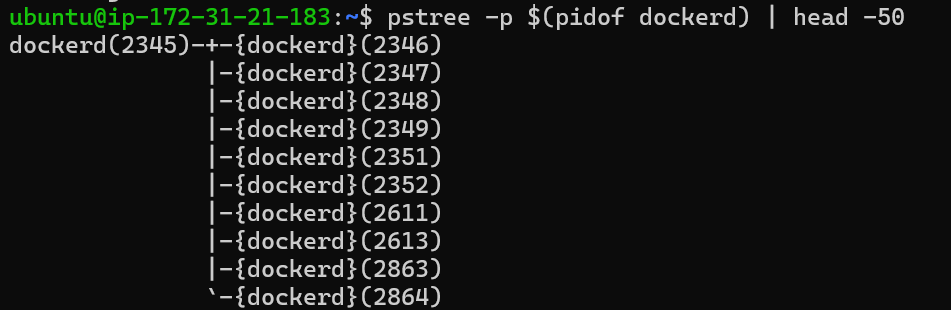 ubuntu@ip-172-31-21-183:~$ pstree -p $(pidof dockerd) | head -50
dockerd(2345)-+-{dockerd}(2346)
              |-{dockerd}(2347)
              |-{dockerd}(2348)
              |-{dockerd}(2349)
              |-{dockerd}(2351)
              |-{dockerd}(2352)
              |-{dockerd}(2611)
              |-{dockerd}(2613)
              |-{dockerd}(2863)
              `-{dockerd}(2864)